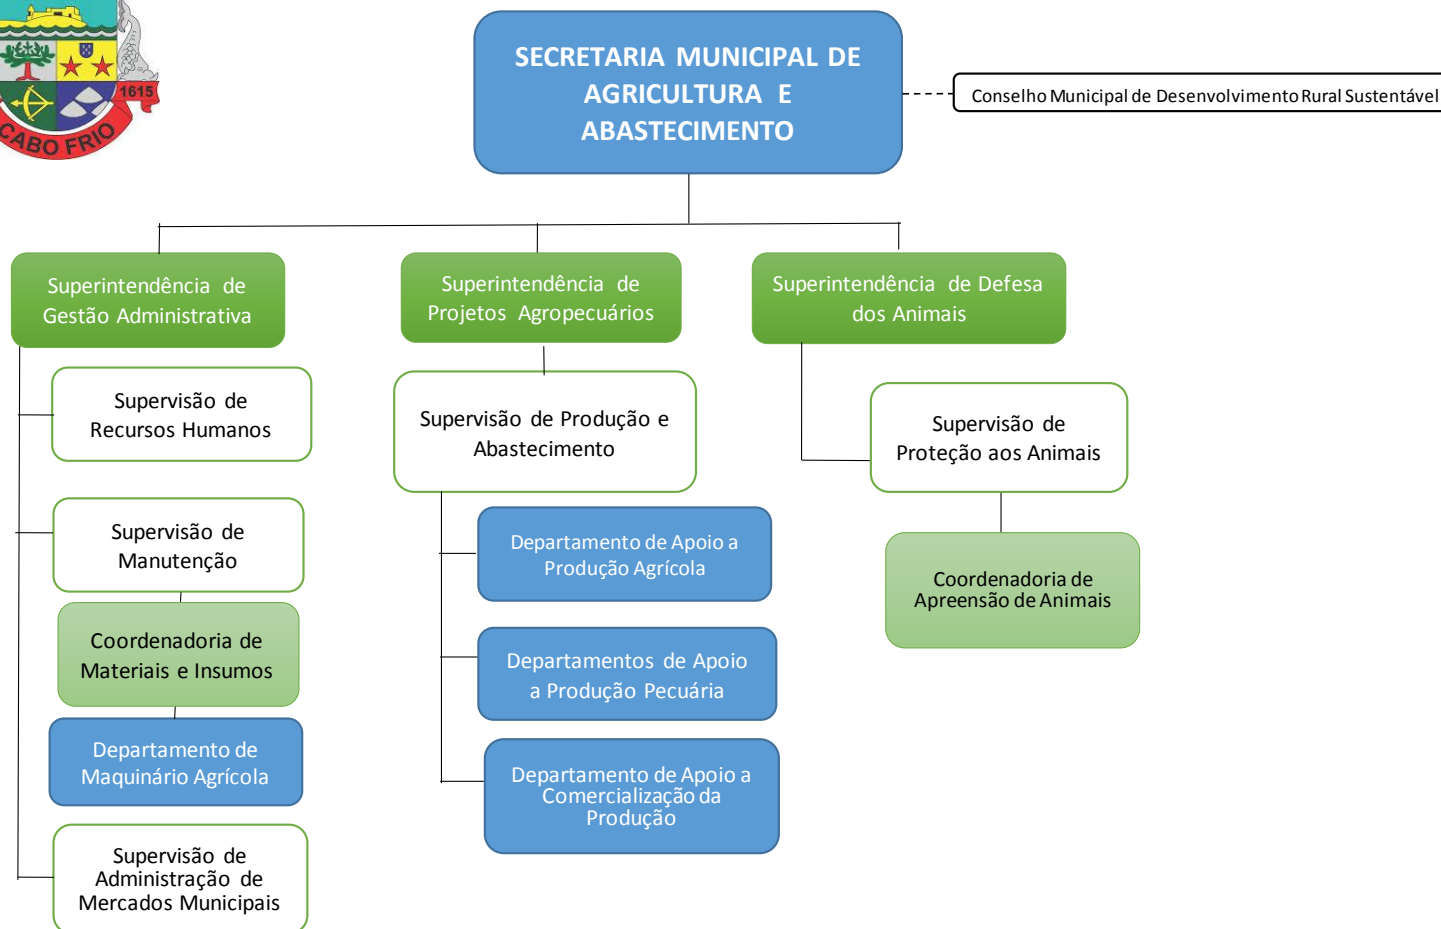 1615
CABO FRIO
SECRETARIA MUNICIPAL DE
AGRICULTURA E
ABASTECIMENTO
Conselho Municipal de Desenvolvimento Rural Sustentável
Superintendência de
Gestão Administrativa
Supervisão de
Recursos Humanos
Supervisão de
Manutenção
Coordenadoria de
Materiais e Insumos
Departamento de
Maquinário Agrícola
Supervisão de
Administração de
Mercados Municipais
Superintendência de
Projetos Agropecuários
Supervisão de Produção e
Abastecimento
Departamento de Apoio a
Produção Agrícola
Departamentos de Apoio
a Produção Pecuária
Departamento de Apoio a
Comercialização da
Produção
Superintendência de Defesa
dos Animais
Supervisão de
Proteção aos Animais
Coordenadoria de
Apreensão de Animais